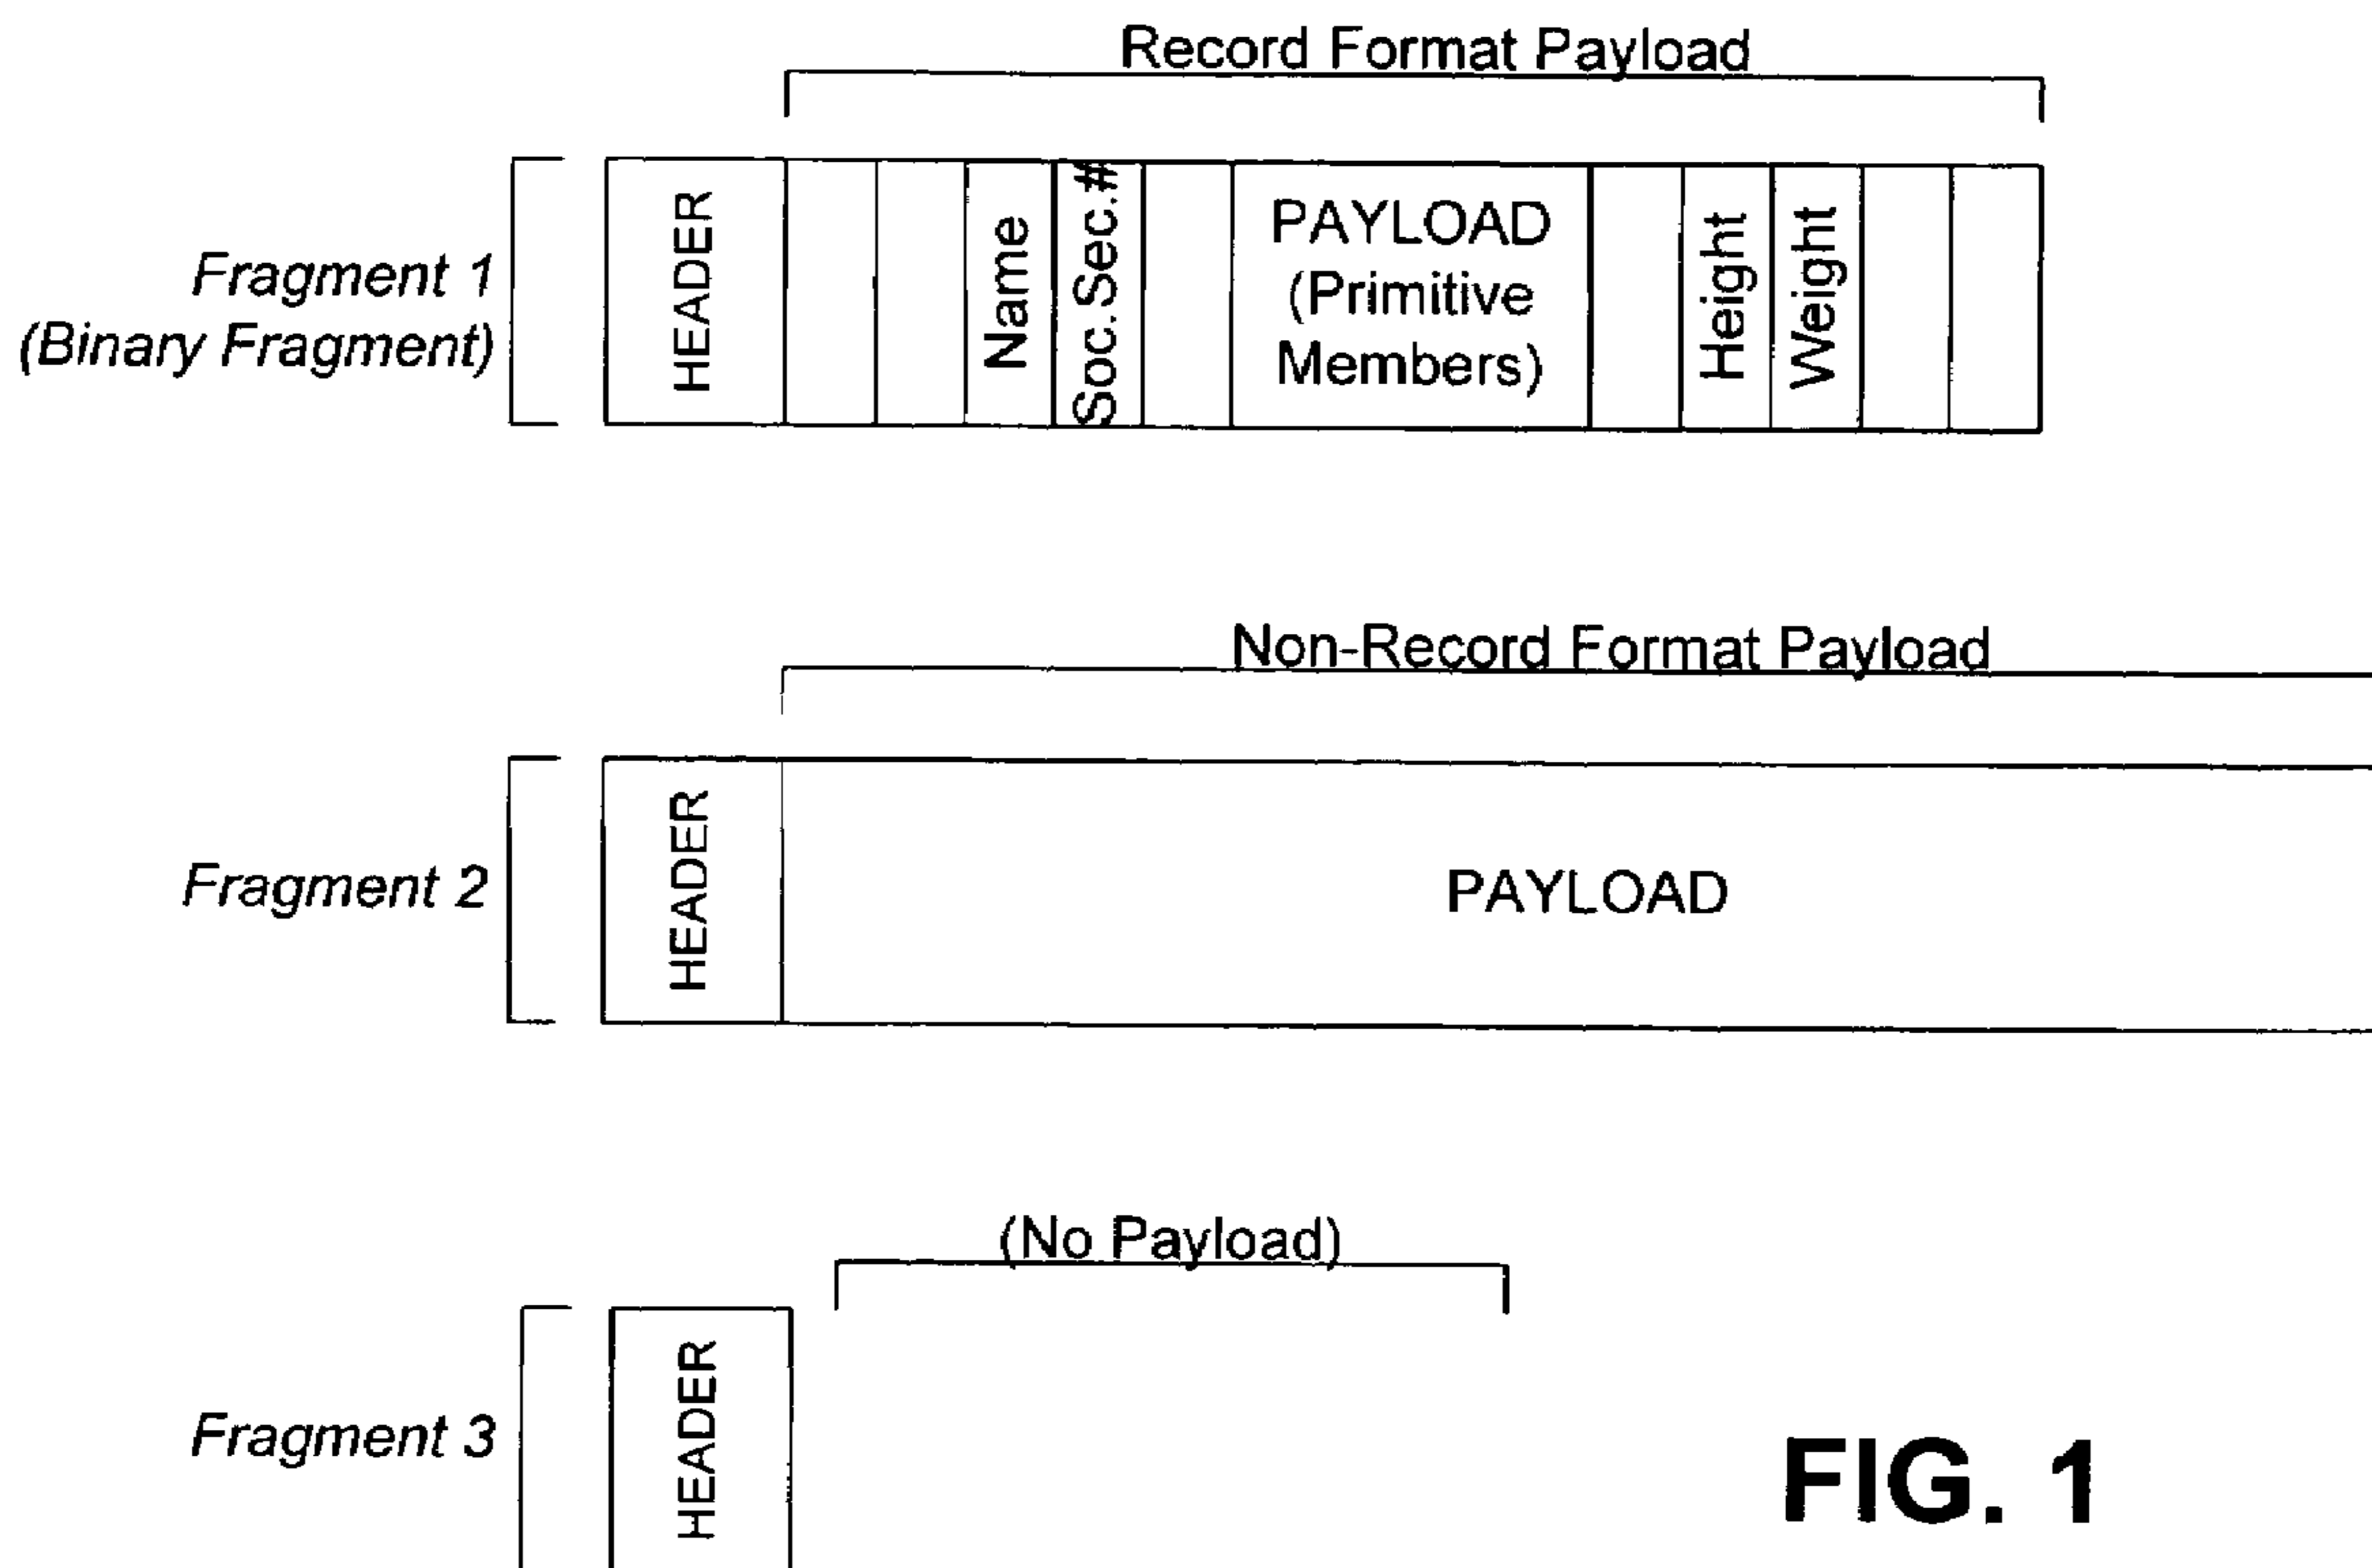 Record Format Payload
Fragment 1
(Binary Fragment)
HEADER
Name
Soc.Sec.#
PAYLOAD
(Primitive
Members)
Height
Weight
Non-Record Format Payload
Fragment 2
HEADER
PAYLOAD
(No Payload)
Fragment 3
HEADER
FIG. 1